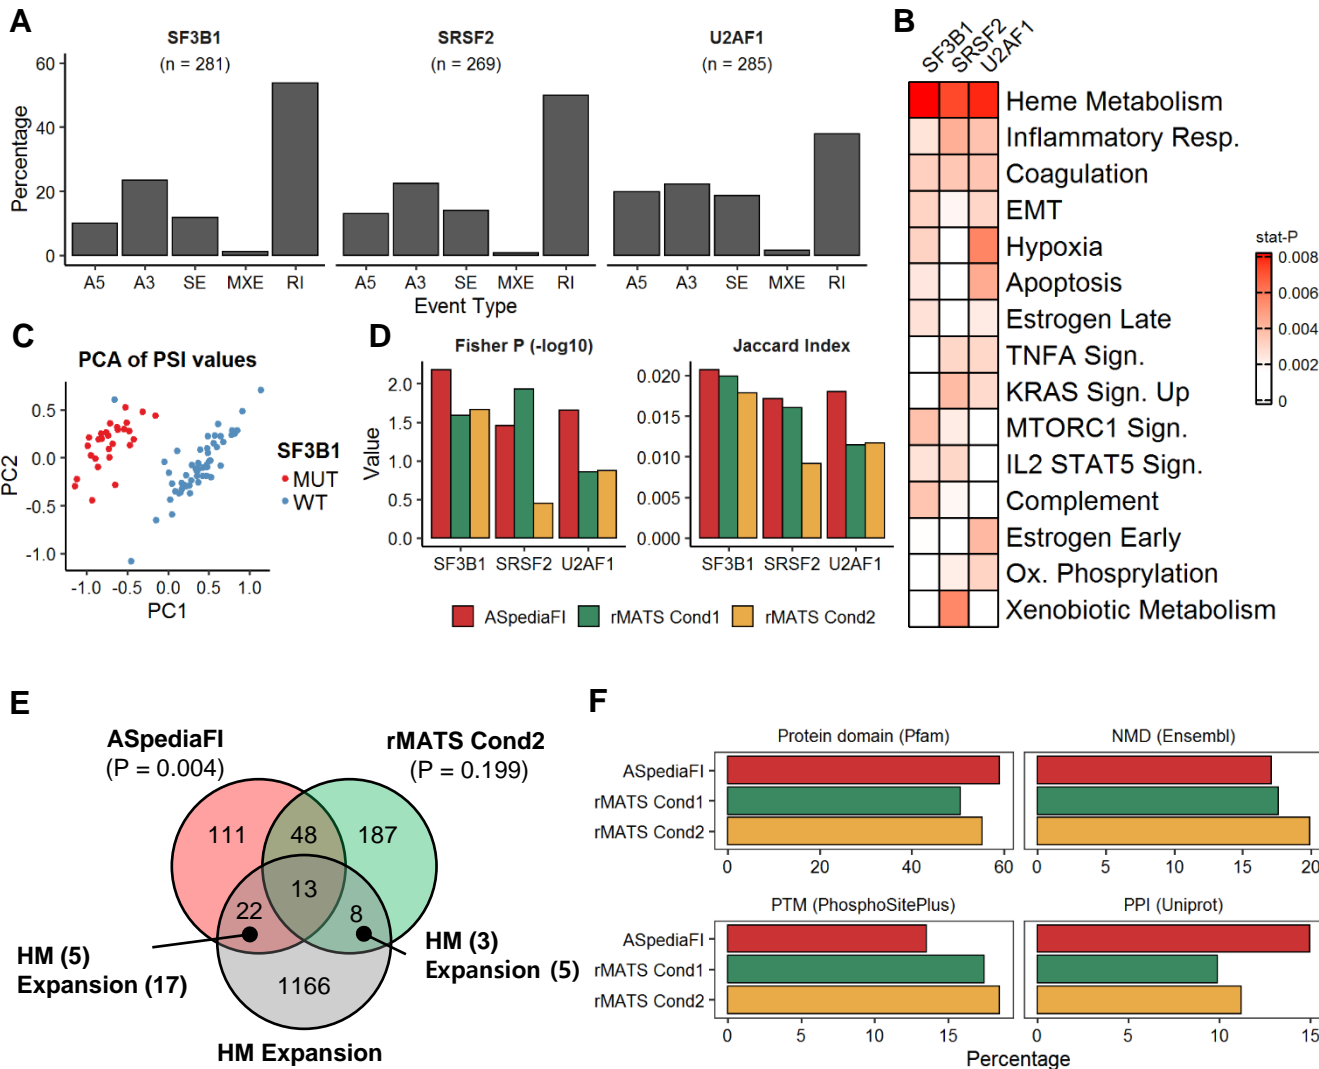 A
SF3B1
(n = 281)
SRSF2
(n = 269)
U2AF1
(n = 285)
Percentage
60
40
20
0
A5 A3 SE MXE RI
A5 A3 SE MXE RI
A5 A3 SE MXE RI
Event Type
B
SF3B1
SRSF2
U2AF1
Heme Metabolism
Inflammatory Resp.
Coagulation
EMT
Hypoxia
Apoptosis
Estrogen Late
TNFA Sign.
KRAS Sign. Up
MTORC1 Sign.
IL2 STAT5 Sign.
Complement
Estrogen Early
Ox. Phosprylation
Xenobiotic Metabolism
stat-P
0.008
0.006
0.004
0.002
0
C
PCA of PSI values
PC2
0.5
0.0
-0.5
-1.0
-1.0 -0.5 0.0 0.5 1.0
PC1
SF3B1
MUT
WT
D
Fisher P (-log10)
Value
2.0
1.5
1.0
0.5
0.0
SF3B1 SRSF2 U2AF1
Jaccard Index
0.020
0.015
0.010
0.005
0.000
SF3B1 SRSF2 U2AF1
ASpediaFI rMATS Cond1 rMATS Cond2
E
ASpediaFI
(P = 0.004)
rMATS Cond2
(P = 0.199)
111 48 187
13
22 8
HM (5)
Expansion (17)
HM (3)
Expansion (5)
1166
HM Expansion
F
Protein domain (Pfam)
ASpediaFI
rMATS Cond1
rMATS Cond2
0 20 40 60
NMD (Ensembl)
0 5 10 15 20
PTM (PhosphoSitePlus)
ASpediaFI
rMATS Cond1
rMATS Cond2
0 5 10 15
PPI (Uniprot)
0 5 10 15
Percentage